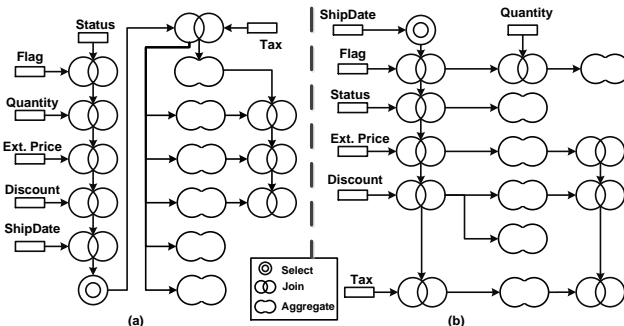 Status
Flag
Tax
Quantity
Ext. Price
Discount
ShipDate
(a)
ShipDate
Quantity
Flag
Status
Ext. Price
Discount
Tax
(b)
Select
Join
Aggregate